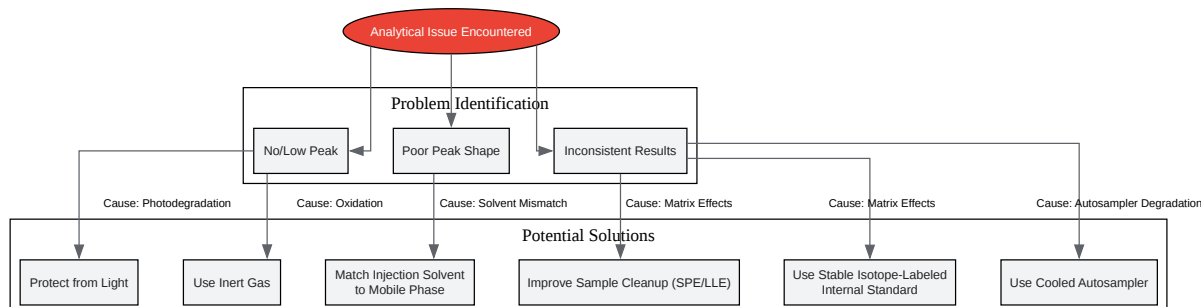 Analytical Issue Encountered
Problem Identification
No/Low Peak
Poor Peak Shape
Inconsistent Results
Cause: Photodegradation
Cause: Oxidation
Cause: Solvent Mismatch
Cause: Matrix Effects
Cause: Matrix Effects
Cause: Autosampler Degradation
Potential Solutions
Protect from Light
Use Inert Gas
Match Injection Solvent
to Mobile Phase
Improve Sample Cleanup (SPE/LLE)
Use Stable Isotope-Labeled
Internal Standard
Use Cooled Autosampler